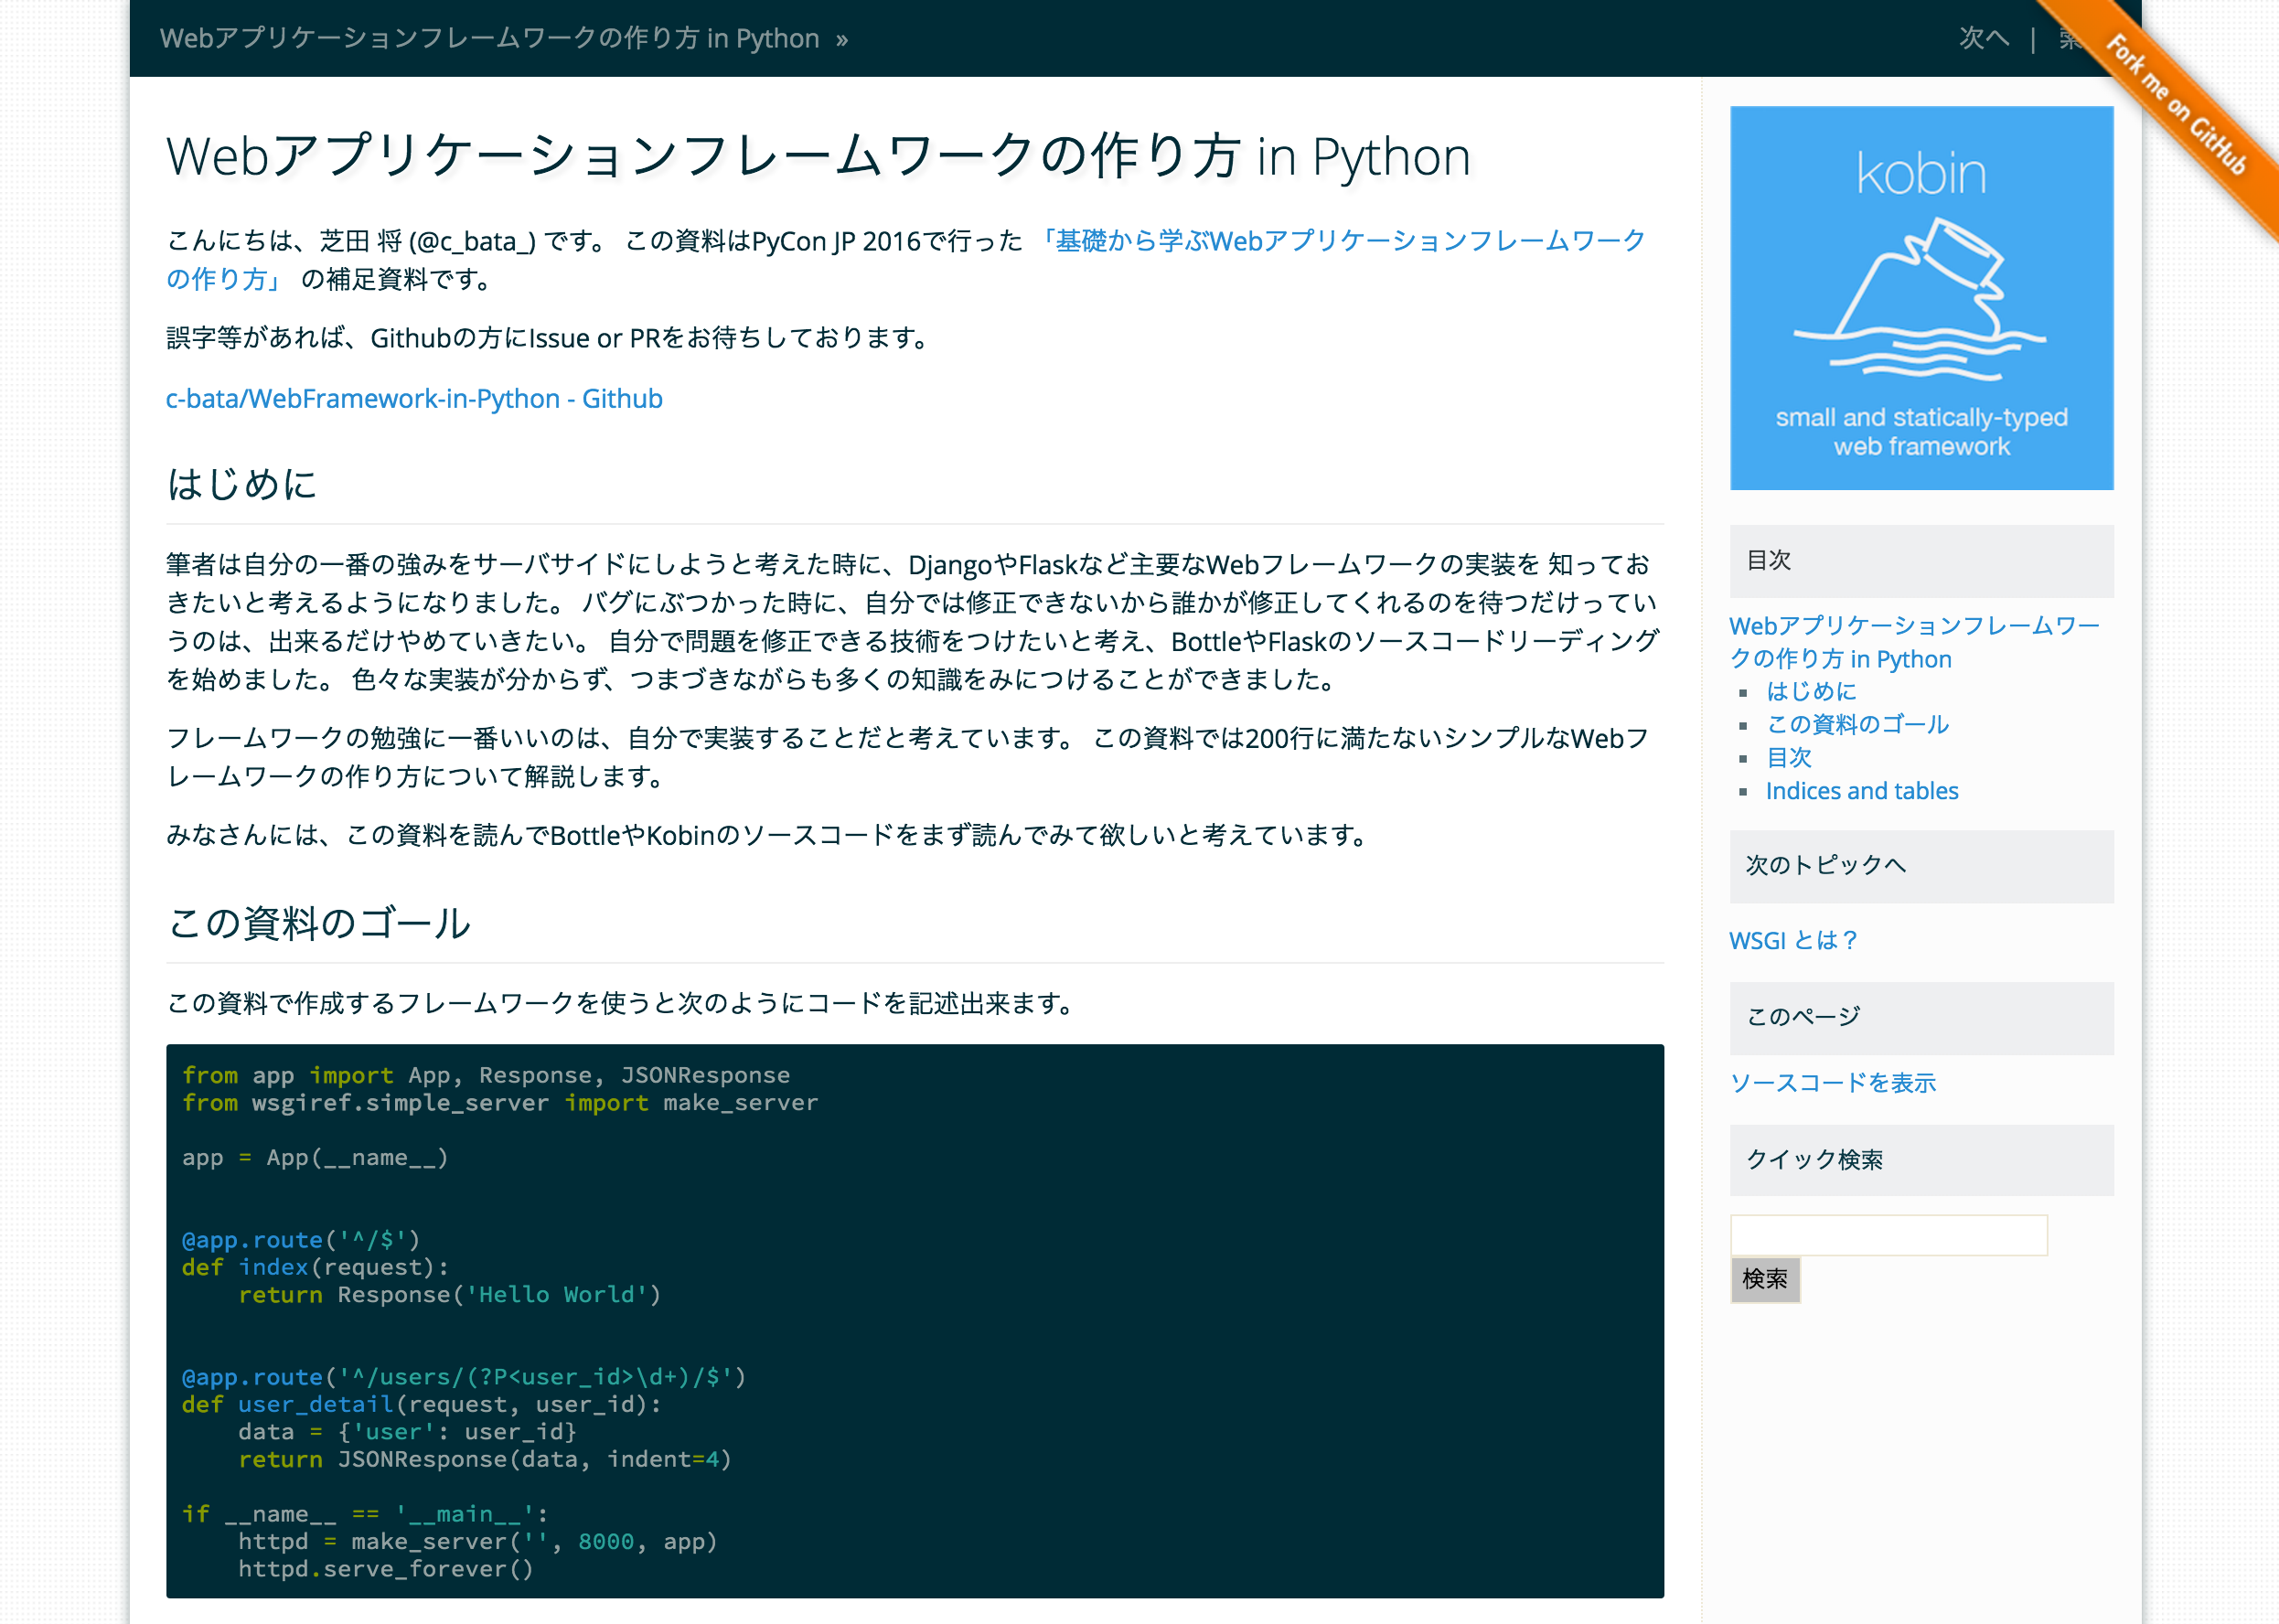 Webアプリケーションフレームワークの作り方 in Python »
次へ |
Fork me on GitHub
Webアプリケーションフレームワークの作り方 in Python
こんにちは、芝田 将 (@c_bata_) です。 この資料はPyCon JP 2016で行った 「基礎から学ぶWebアプリケーションフレームワーク
の作り方」 の補足資料です。
誤字等があれば、Githubの方にIssue or PRをお待ちしております。
c-bata/WebFramework-in-Python - Github
はじめに
筆者は自分の一番の強みをサーバサイドにしようと考えた時に、DjangoやFlaskなど主要なWebフレームワークの実装を 知ってお
きたいと考えるようになりました。 バグにぶつかった時に、自分では修正できないから誰かが修正してくれるのを待つだけってい
うのは、出来るだけやめていきたい。 自分で問題を修正できる技術をつけたいと考え、BottleやFlaskのソースコードリーディング
を始めました。 色々な実装が分からず、つまづきながらも多くの知識をみにつけることができました。
フレームワークの勉強に一番いいのは、自分で実装することだと考えています。 この資料では200行に満たないシンプルなWebフ
レームワークの作り方について解説します。
みなさんには、この資料を読んでBottleやKobinのソースコードをまず読んでみて欲しいと考えています。
この資料のゴール
この資料で作成するフレームワークを使うと次のようにコードを記述出来ます。
from app import App, Response, JSONResponse
from wsgiref.simple_server import make_server
app = App(__name__)
@app.route('^/$')
def index(request):
    return Response('Hello World')
@app.route('^/users/(?P<user_id>\d+)/$')
def user_detail(request, user_id):
    data = {'user': user_id}
    return JSONResponse(data, indent=4)
if __name__ == '__main__':
    httpd = make_server('', 8000, app)
    httpd.serve_forever()
kobin
small and statically-typed
web framework
目次
Webアプリケーションフレームワー
クの作り方 in Python
はじめに
この資料のゴール
目次
Indices and tables
次のトピックへ
WSGI とは？
このページ
ソースコードを表示
クイック検索
検索